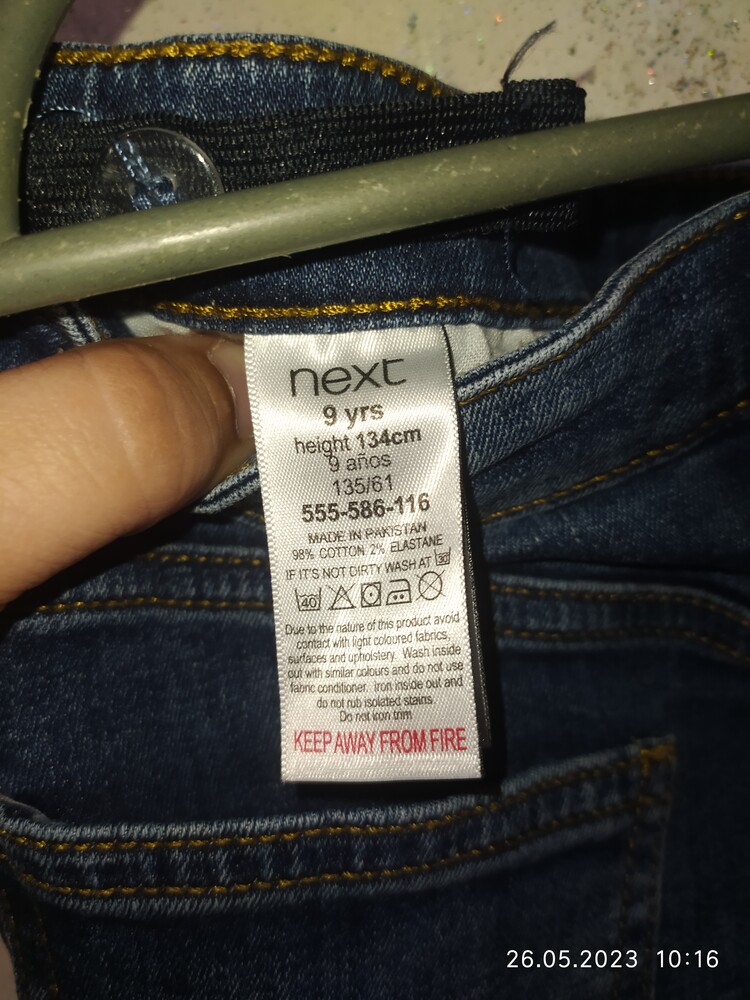 next
9 yrs
height 134cm
9 años
135/61
555-586-116
MADE IN PAKISTAN
98% COTTON 2% ELASTANE
IF IT'S NOT DIRTY WASH AT 30
40
Due to the nature of this product avoid
contact with light coloured fabrics,
surfaces and upholstery. Wash inside
out with similar colours and do not use
fabric conditioner. Iron inside out and
do not rub isolated stains.
Do not iron trim
KEEP AWAY FROM FIRE
26.05.2023 10:16